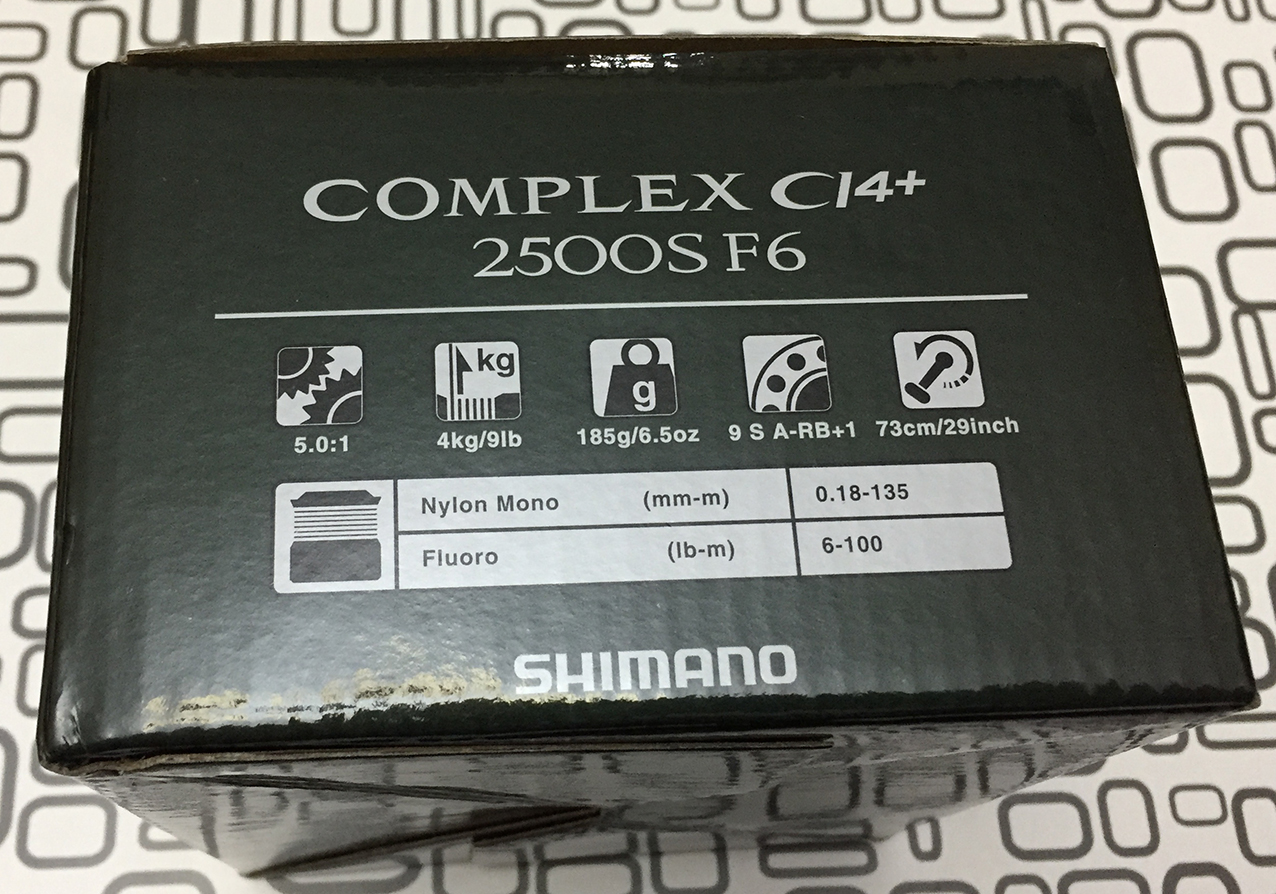 COMPLEX CI4+
2500S F6
kg
g
5.0:1 4kg/9lb 185g/6.5oz 9 S A-RB+1 73cm/29inch
Nylon Mono (mm-m) 0.18-135
Fluoro (lb-m) 6-100
SHIMANO